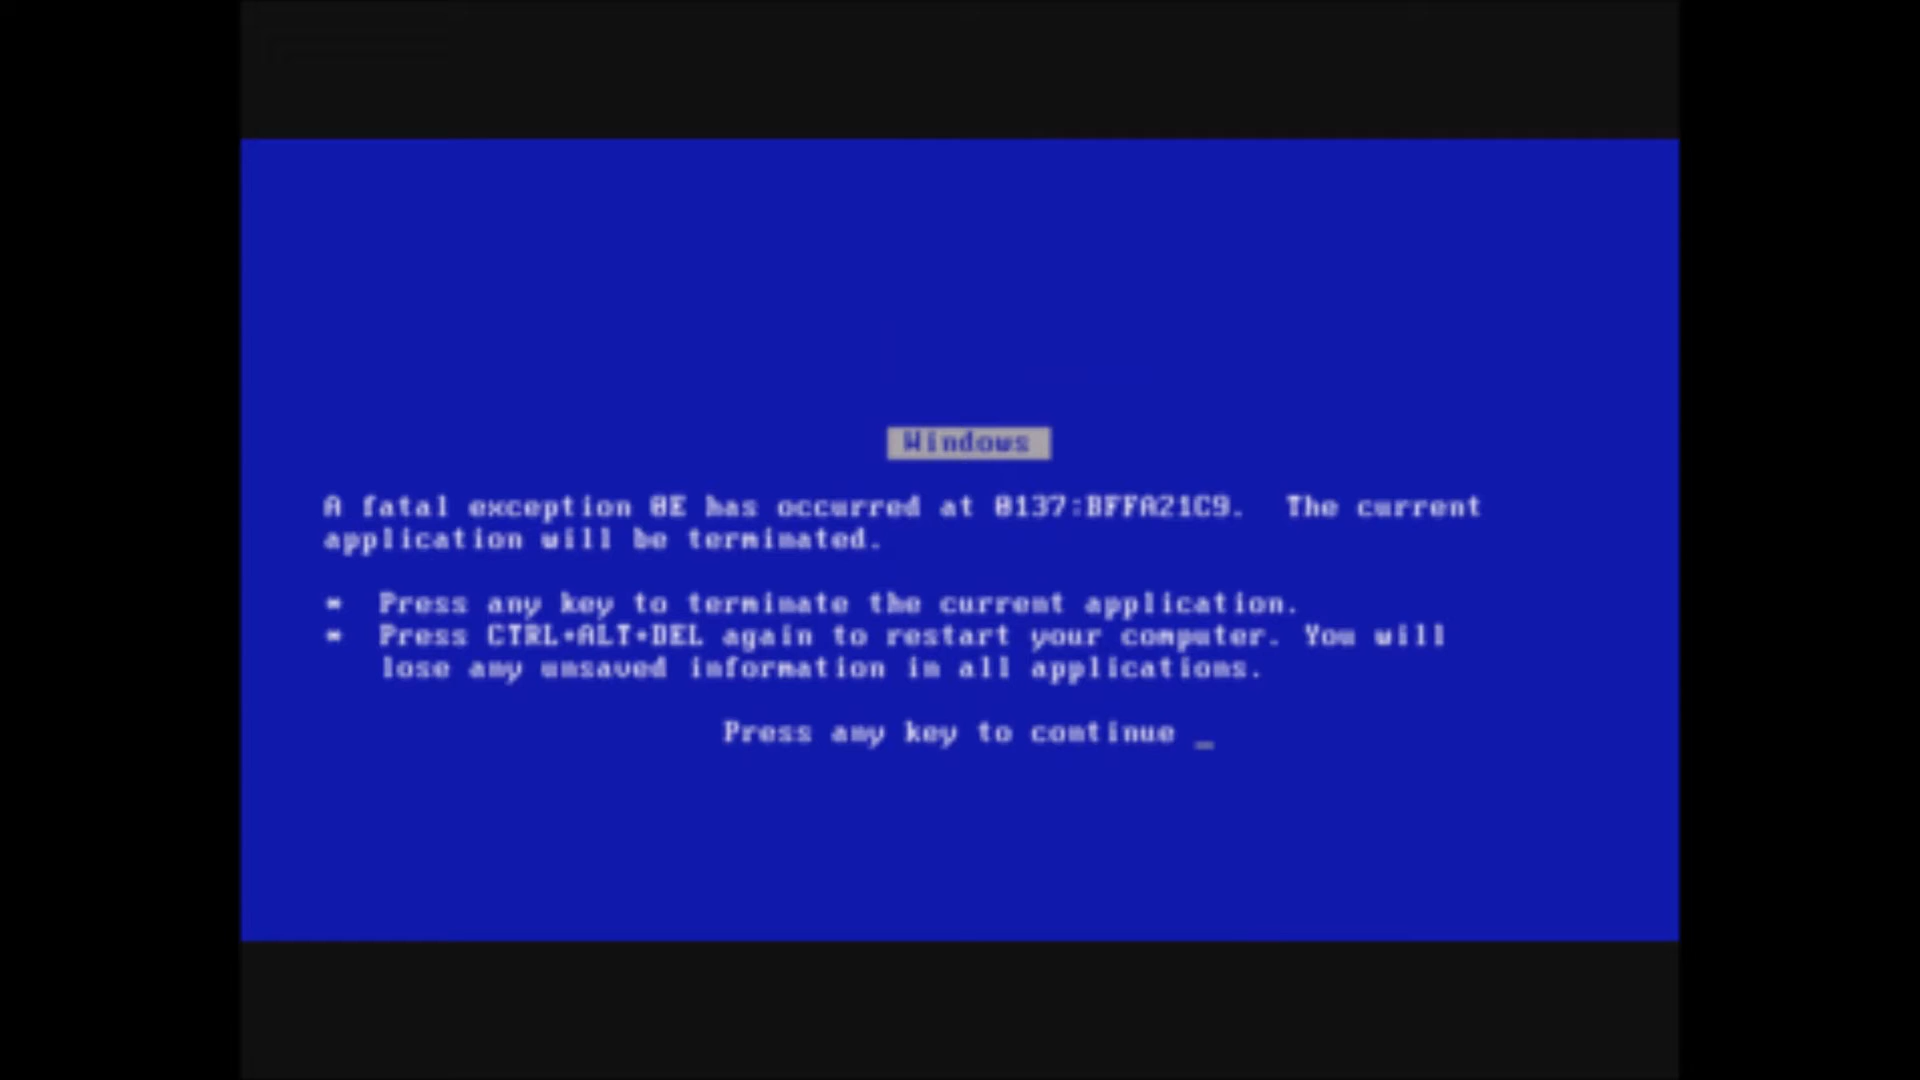 Windows
A fatal exception 0E has occurred at 0137:BFFA21C9.  The current
application will be terminated.
*  Press any key to terminate the current application.
*  Press CTRL+ALT+DEL again to restart your computer. You will
lose any unsaved information in all applications.
Press any key to continue _